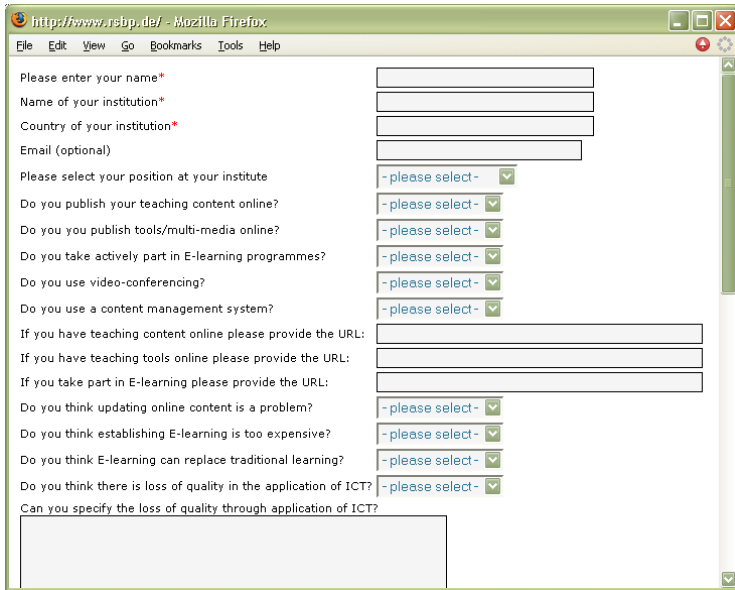 http://www.rsbp.de/ - Mozilla Firefox
File Edit View Go Bookmarks Tools Help
Please enter your name*
Name of your institution*
Country of your institution*
Email (optional)
Please select your position at your institute - please select -
Do you publish your teaching content online? - please select -
Do you you publish tools/multi-media online? - please select -
Do you take actively part in E-learning programmes? - please select -
Do you use video-conferencing? - please select -
Do you use a content management system? - please select -
If you have teaching content online please provide the URL:
If you have teaching tools online please provide the URL:
If you take part in E-learning please provide the URL:
Do you think updating online content is a problem? - please select -
Do you think establishing E-learning is too expensive? - please select -
Do you think E-learning can replace traditional learning? - please select -
Do you think there is loss of quality in the application of ICT? - please select -
Can you specify the loss of quality through application of ICT?